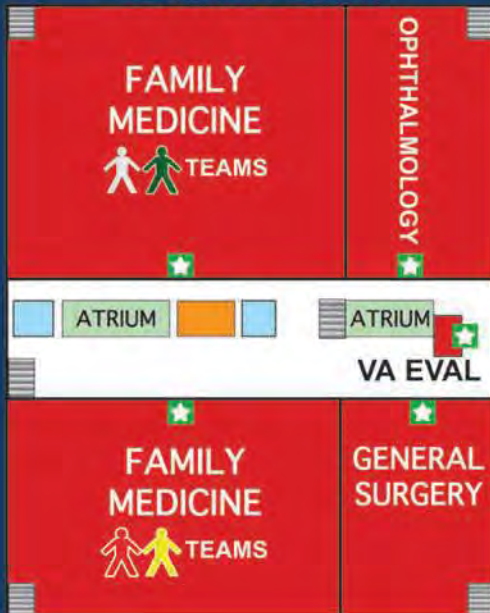 FAMILY
MEDICINE
TEAMS
OPHTHALMOLOGY
ATRIUM
ATRIUM
VA EVAL
FAMILY
MEDICINE
TEAMS
GENERAL
SURGERY